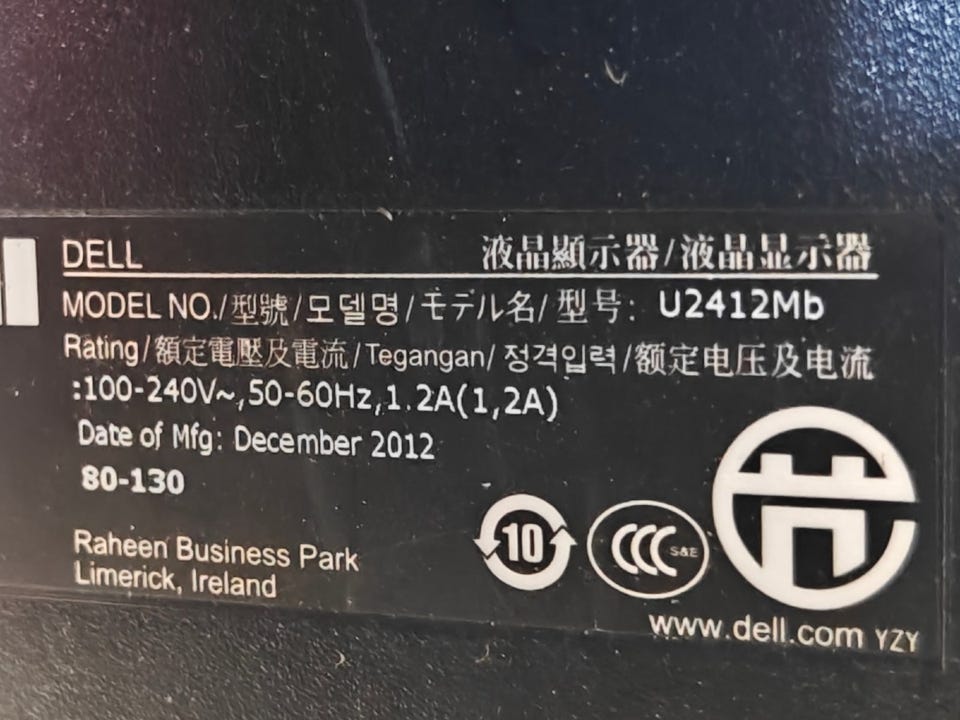 DELL 液晶顯示器/液晶显示器
MODEL NO./型號/모델명/モデル名/型号: U2412Mb
Rating/額定電壓及電流/Tegangan/정격입력/额定电压及电流
:100-240V~,50-60Hz,1.2A(1,2A)
Date of Mfg: December 2012
80-130
Raheen Business Park
Limerick, Ireland
10
CCC S&E
www.dell.com YZY